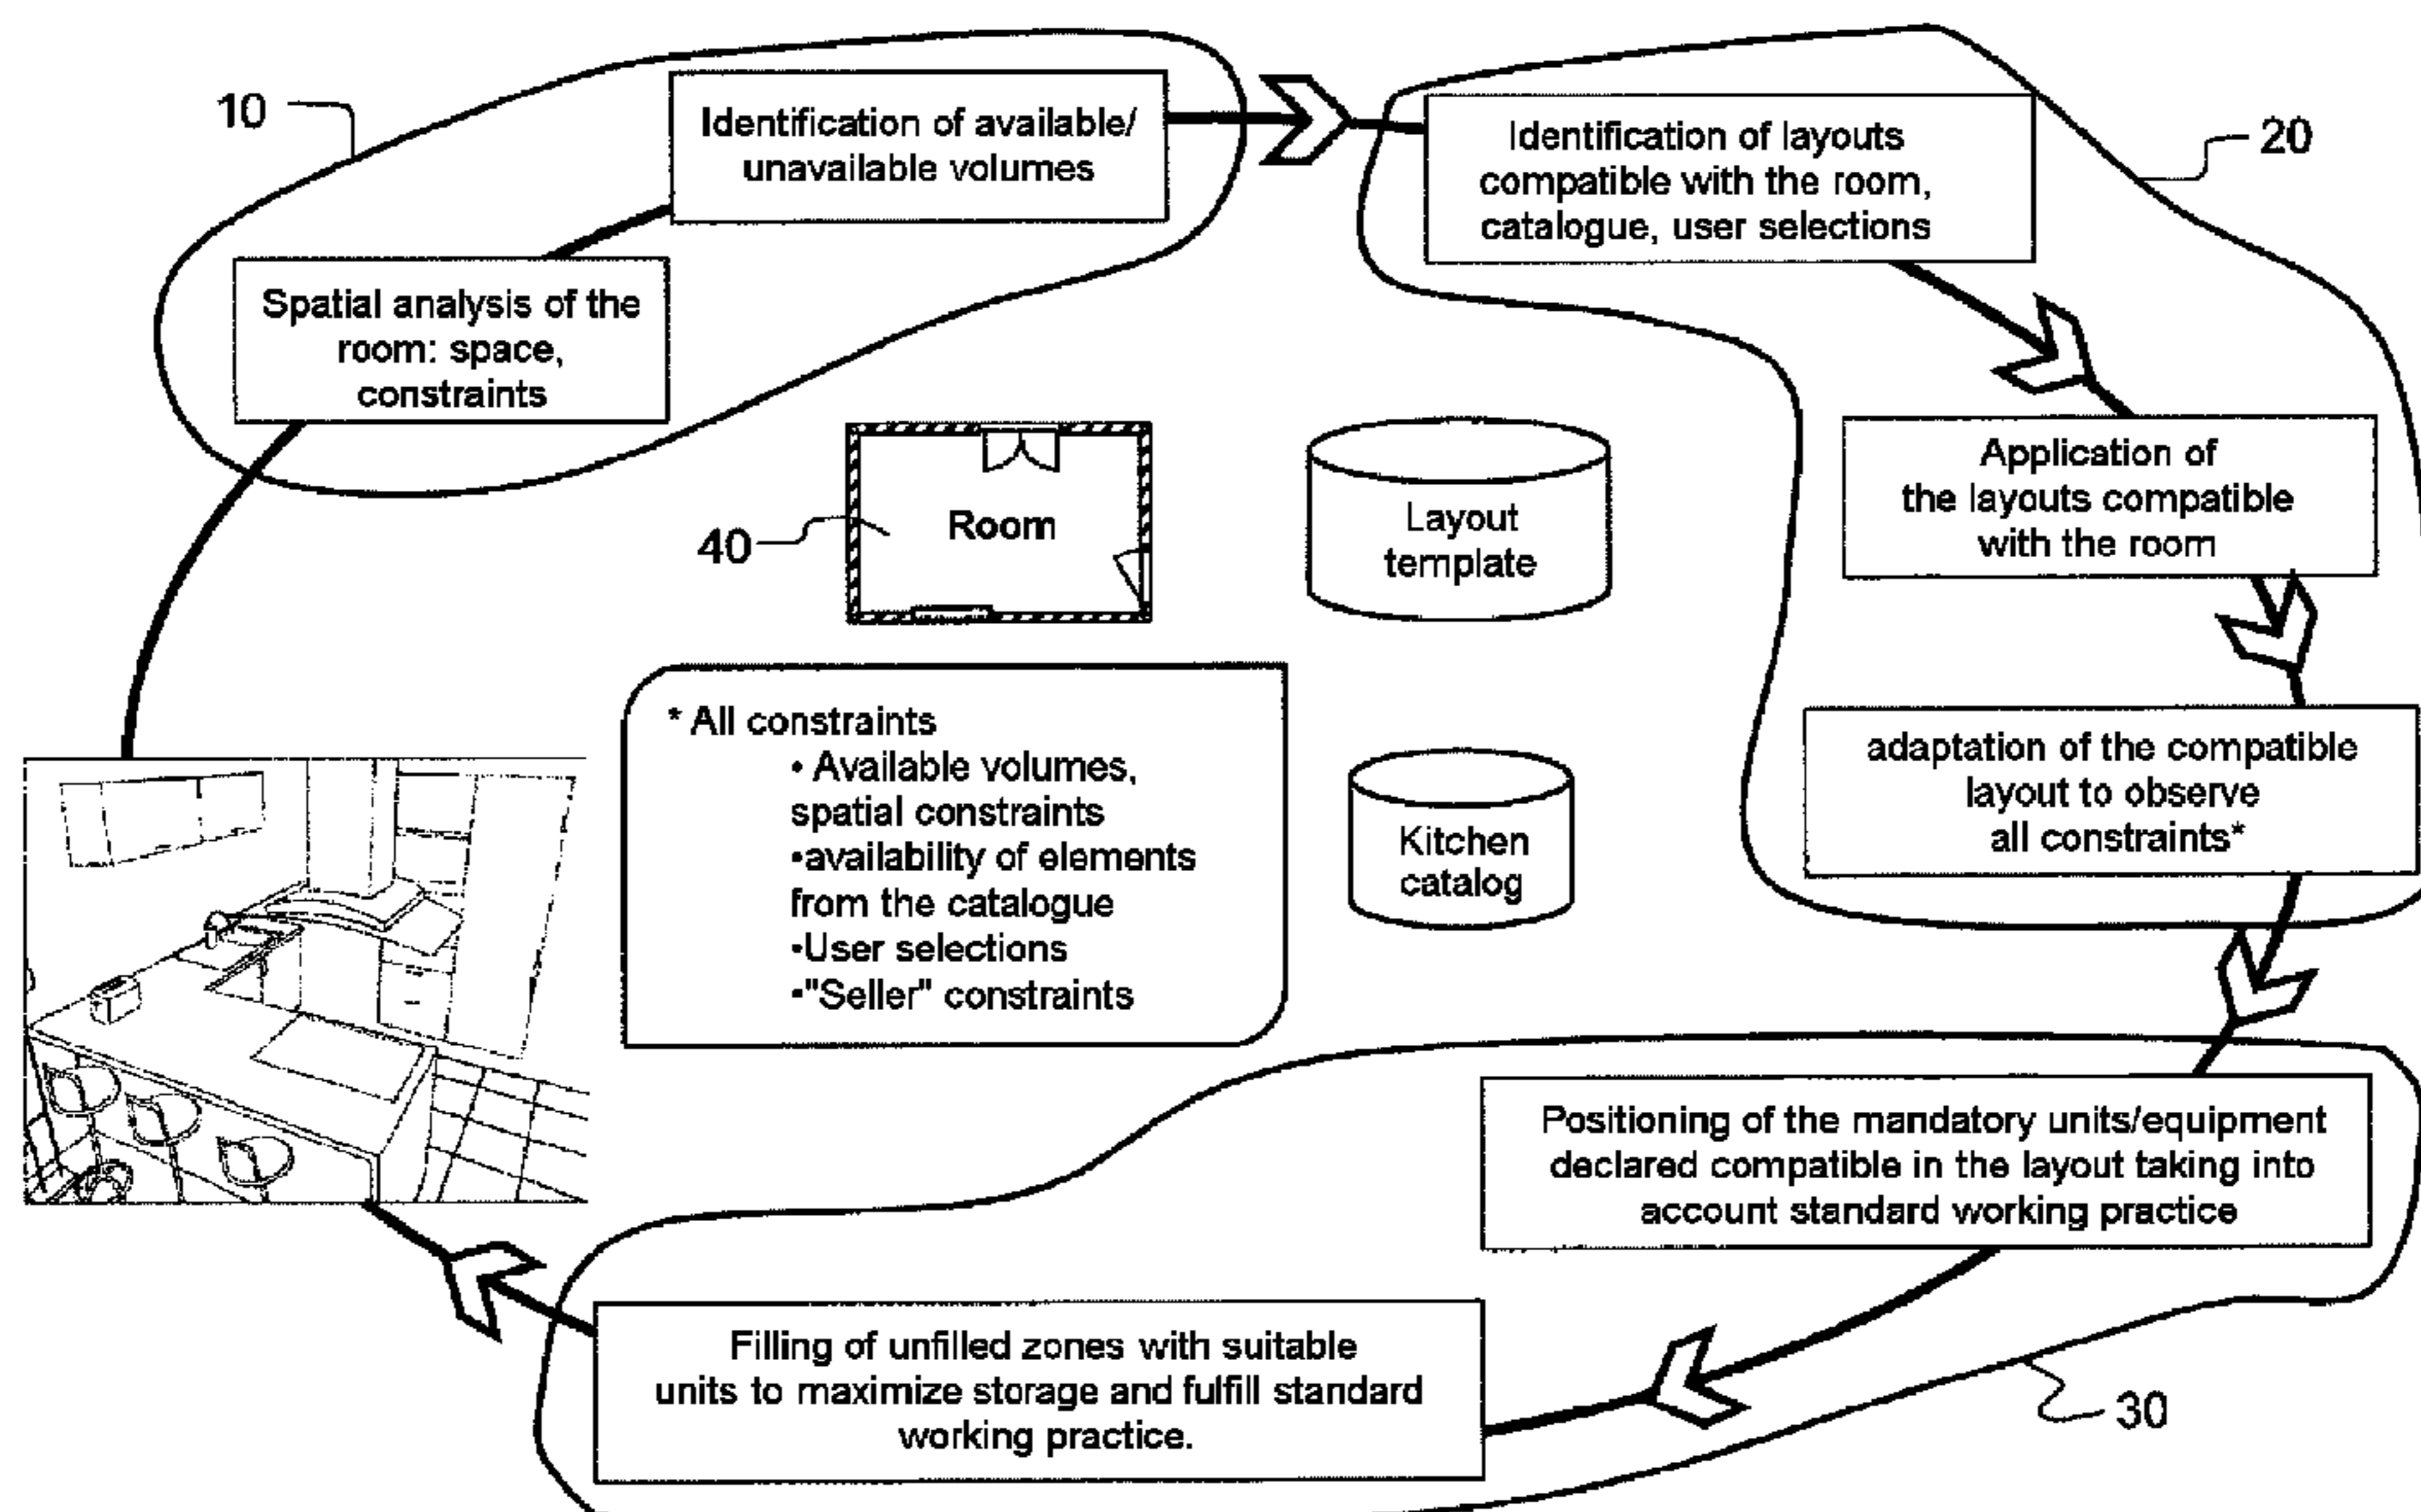 10
Identification of available/
unavailable volumes
Spatial analysis of the
room: space,
constraints
Identification of layouts
compatible with the room,
catalogue, user selections
20
Application of
the layouts compatible
with the room
40
Room
Layout
template
* All constraints
• Available volumes,
spatial constraints
•availability of elements
from the catalogue
•User selections
•"Seller" constraints
Kitchen
catalog
adaptation of the compatible
layout to observe
all constraints*
Positioning of the mandatory units/equipment
declared compatible in the layout taking into
account standard working practice
Filling of unfilled zones with suitable
units to maximize storage and fulfill standard
working practice.
30